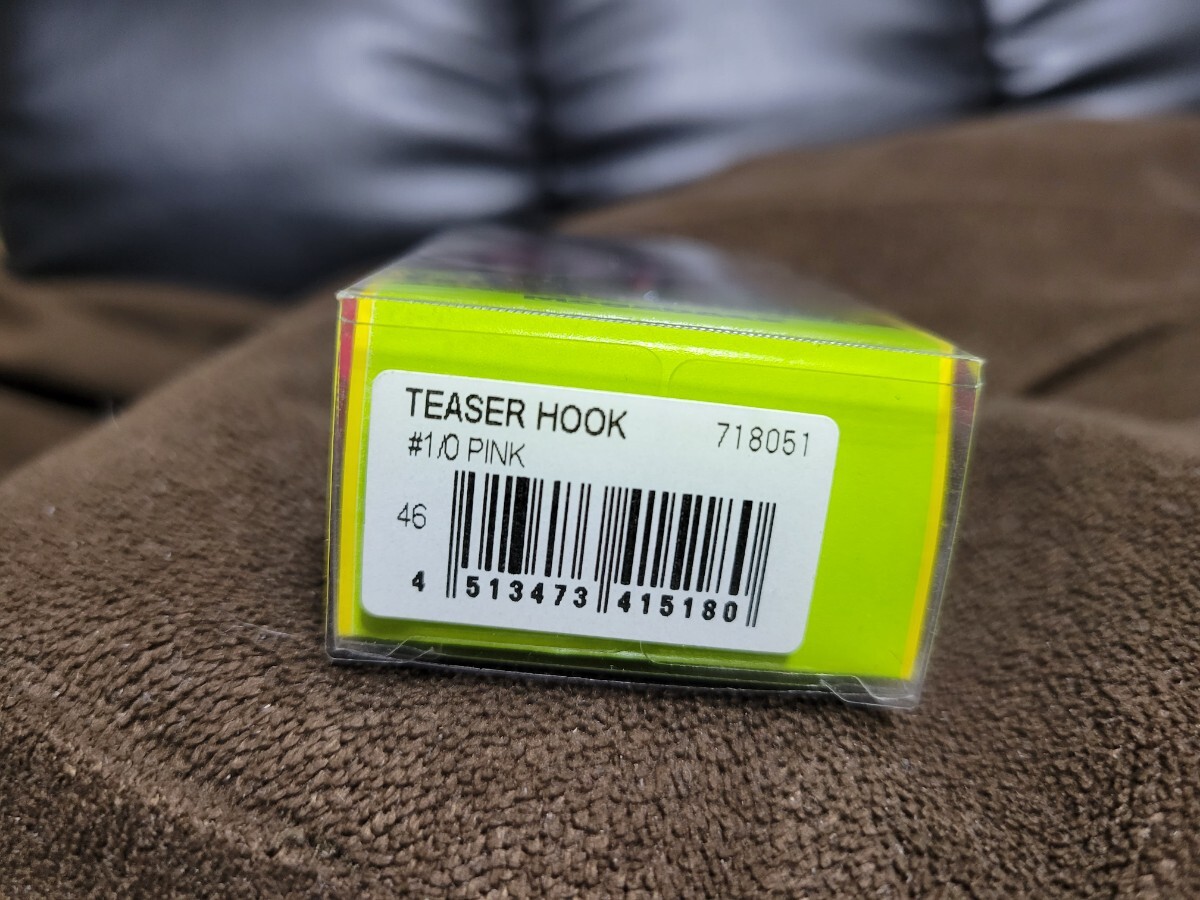 TEASER HOOK 718051
#1/0 PINK
46
4 513473 415180